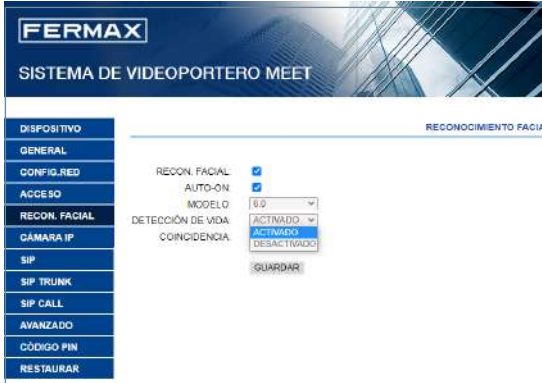 FERMAX
SISTEMA DE VIDEOPORTERO MEET
RECONOCIMIENTO FACIA
DISPOSITIVO
GENERAL
CONFIG.RED
ACCESO
RECON. FACIAL
CÁMARA IP
SIP
SIP TRUNK
SIP CALL
AVANZADO
CÓDIGO PIN
RESTAURAR
RECON. FACIAL
AUTO-ON
MODELO 6.0
DETECCIÓN DE VIDA ACTIVADO
ACTIVADO
DESACTIVADO
COINCIDENCIA
GUARDAR